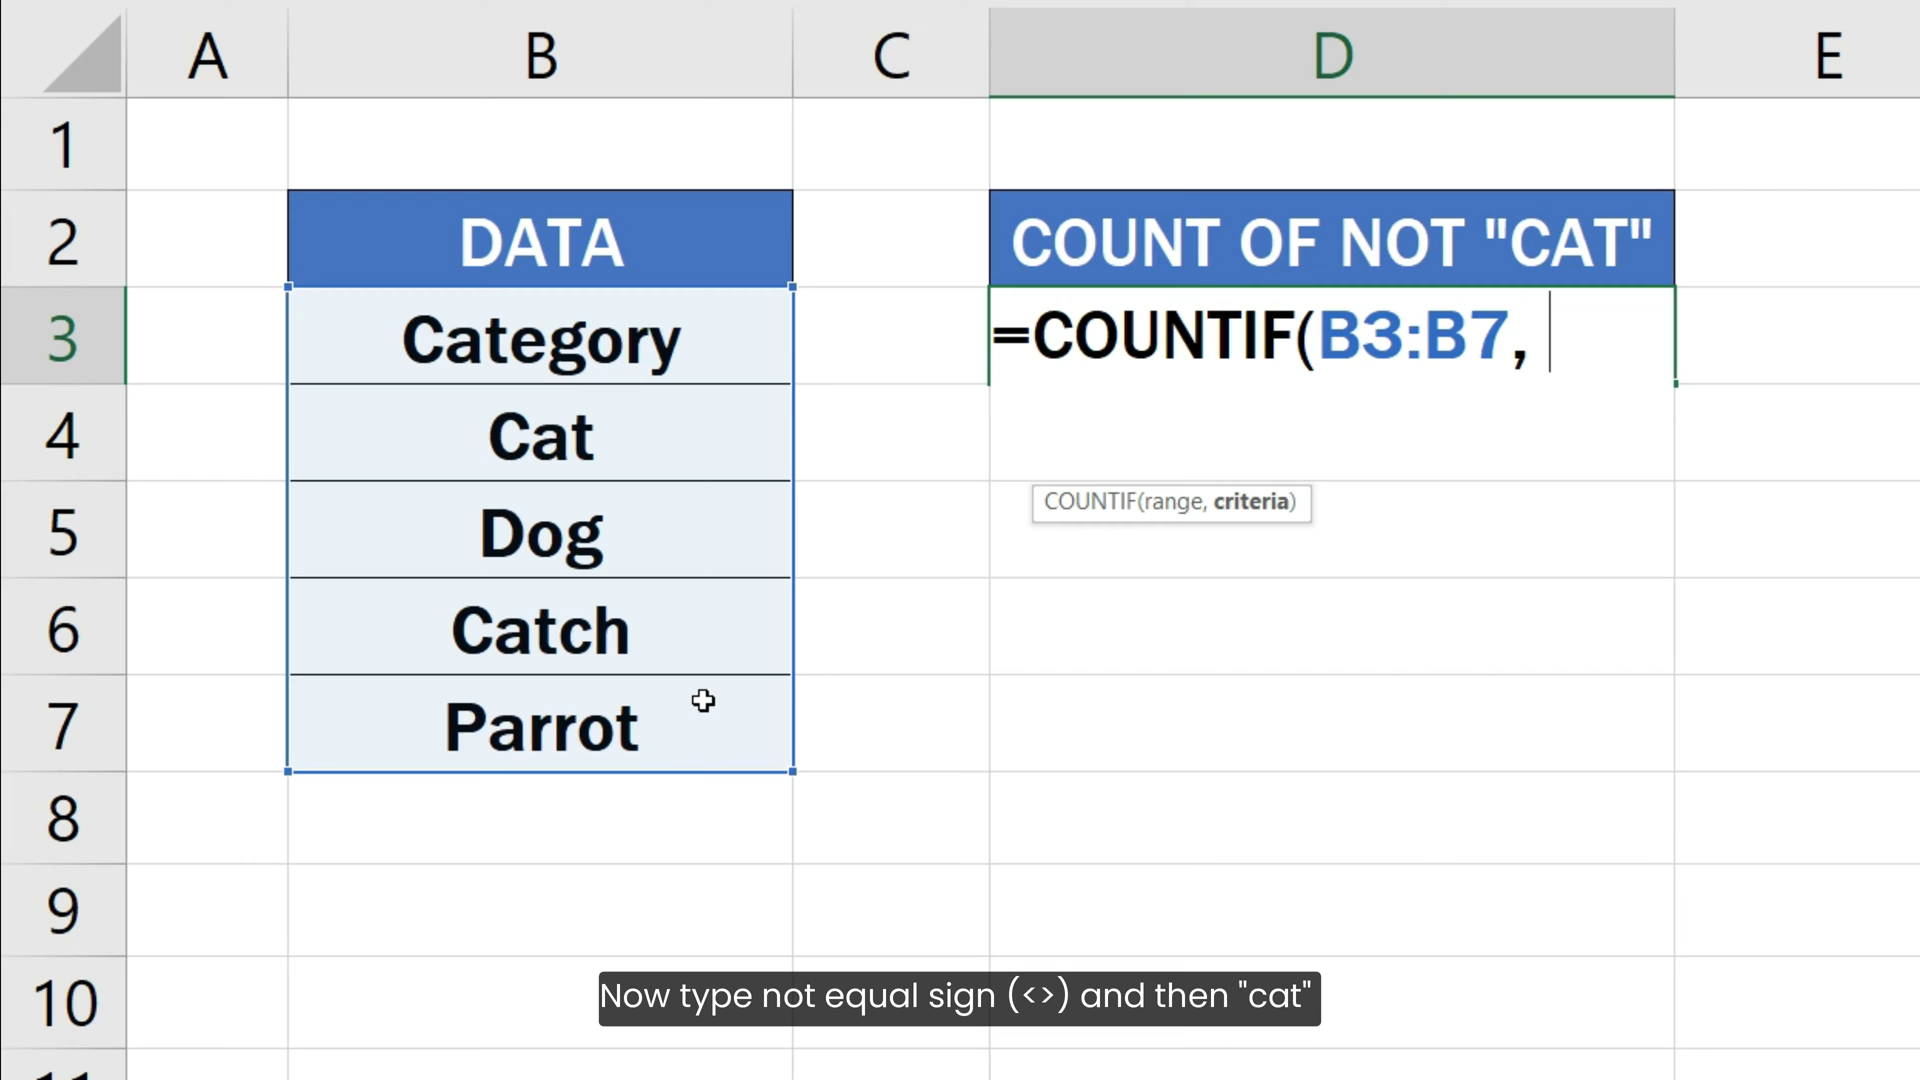 A B C D E
1
2 DATA COUNT OF NOT "CAT"
3 Category =COUNTIF(B3:B7,
4 Cat
COUNTIF(range, criteria)
5 Dog
6 Catch
7 Parrot
8
9
10 Now type not equal sign (<>) and then "cat"
11